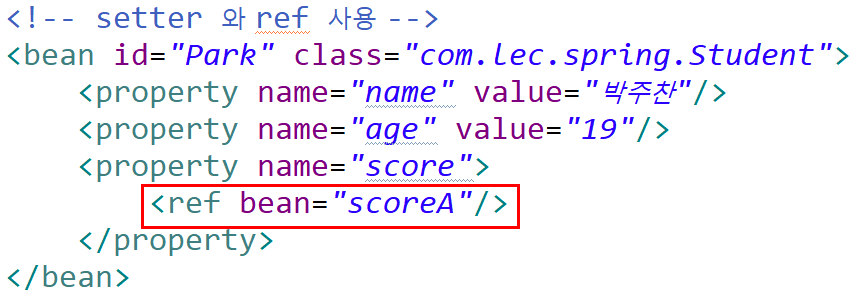 <!-- setter 와 ref 사용 -->
<bean id="Park" class="com.lec.spring.Student">
<property name="name" value="박주찬"/>
<property name="age" value="19"/>
<property name="score">
<ref bean="scoreA"/>
</property>
</bean>